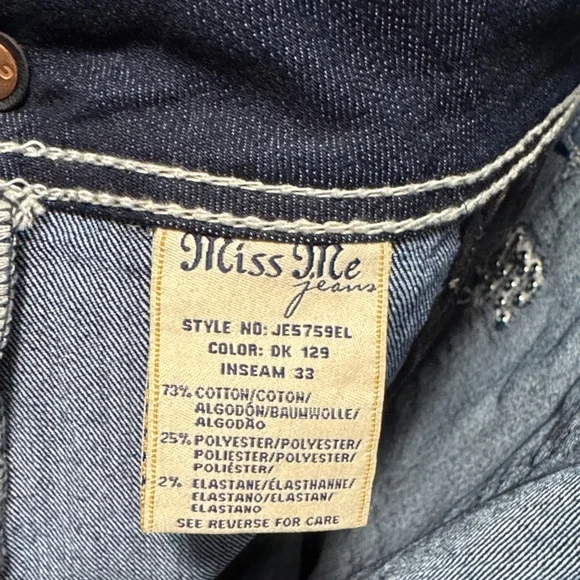 Miss Me
jeans
STYLE NO: JE5759EL
COLOR: DK 129
INSEAM 33
73% COTTON/COTON/
ALGODÓN/BAUMWOLLE/
ALGODÃO
25% POLYESTER/POLYESTER/
POLIESTER/POLYESTER/
POLIÉSTER/
2% ELASTANE/ÉLASTHANNE/
ELASTANO/ELASTAN/
ELASTANO
SEE REVERSE FOR CARE